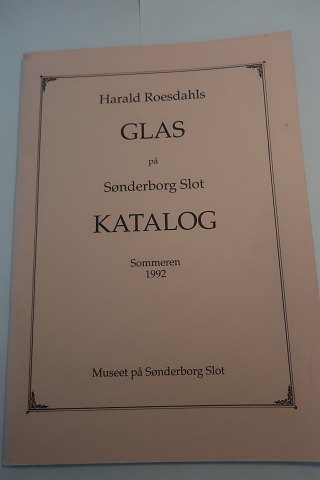 Harald Roesdahls
GLAS
på
Sønderborg Slot
KATALOG
Sommeren
1992
Museet på Sønderborg Slot